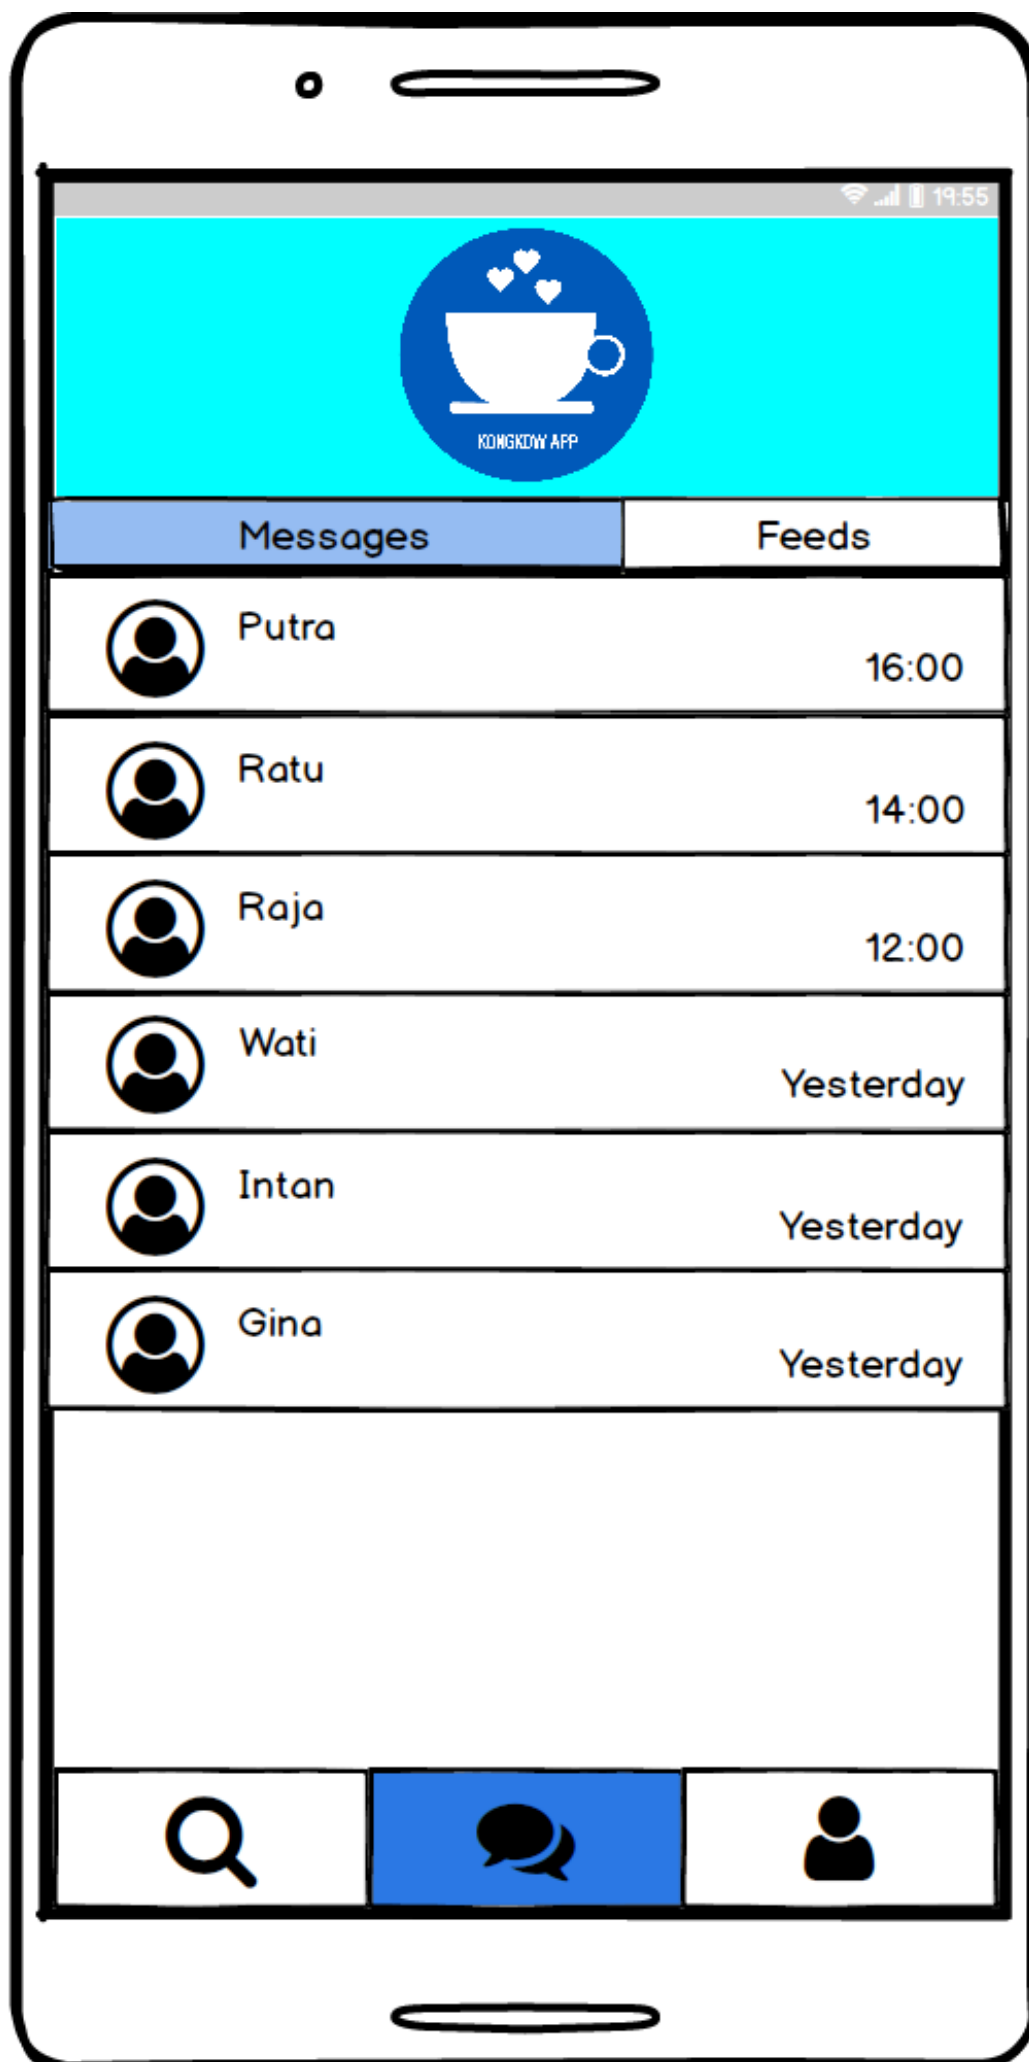 19:55
KONGKOW APP
Messages Feeds
Putra
16:00
Ratu
14:00
Raja
12:00
Wati
Yesterday
Intan
Yesterday
Gina
Yesterday